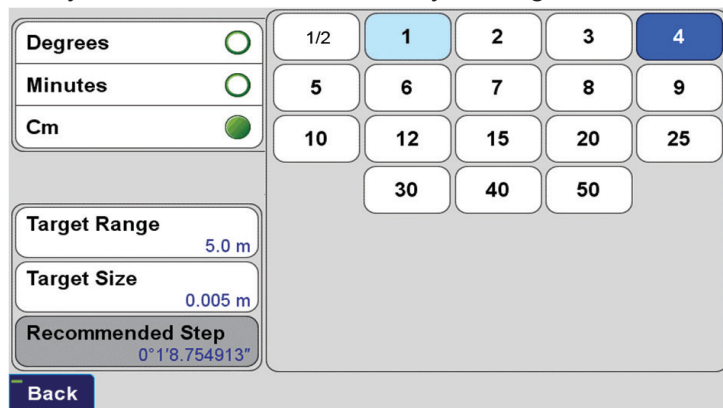 Degrees
Minutes
Cm
1/2 1 2 3 4
5 6 7 8 9
10 12 15 20 25
30 40 50
Target Range
5.0 m
Target Size
0.005 m
Recommended Step
0°1'8.754913"
Back